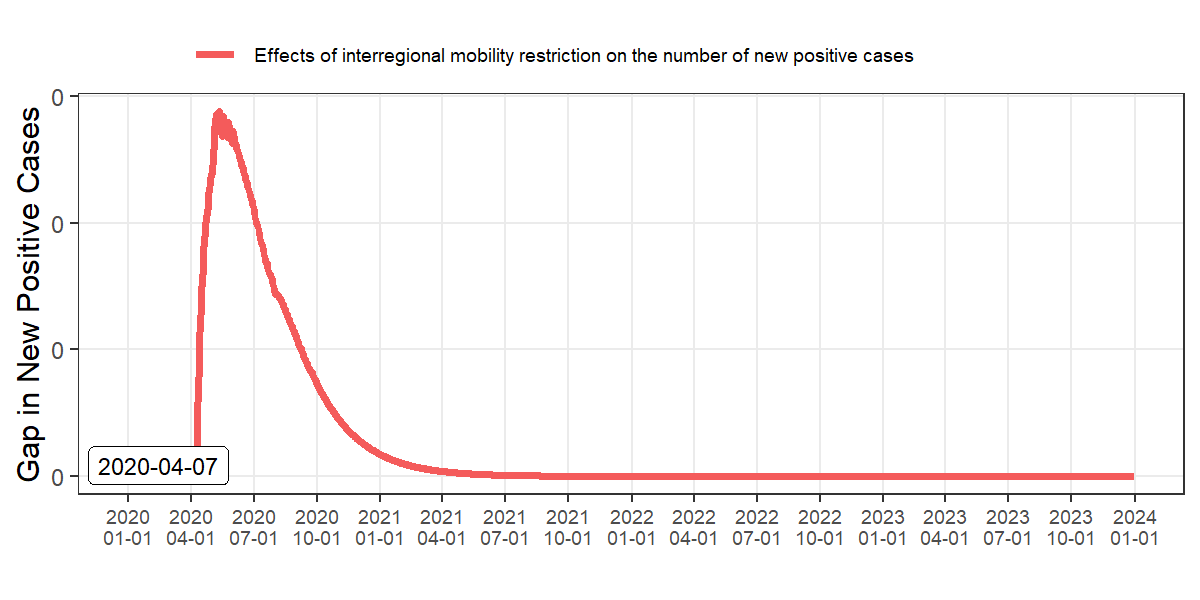 Effects of interregional mobility restriction on the number of new positive cases
Gap in New Positive Cases
0
0
0
0
2020-04-07
2020 2020 2020 2020 2021 2021 2021 2021 2022 2022 2022 2022 2023 2023 2023 2023 2024
01-01 04-01 07-01 10-01 01-01 04-01 07-01 10-01 01-01 04-01 07-01 10-01 01-01 04-01 07-01 10-01 01-01